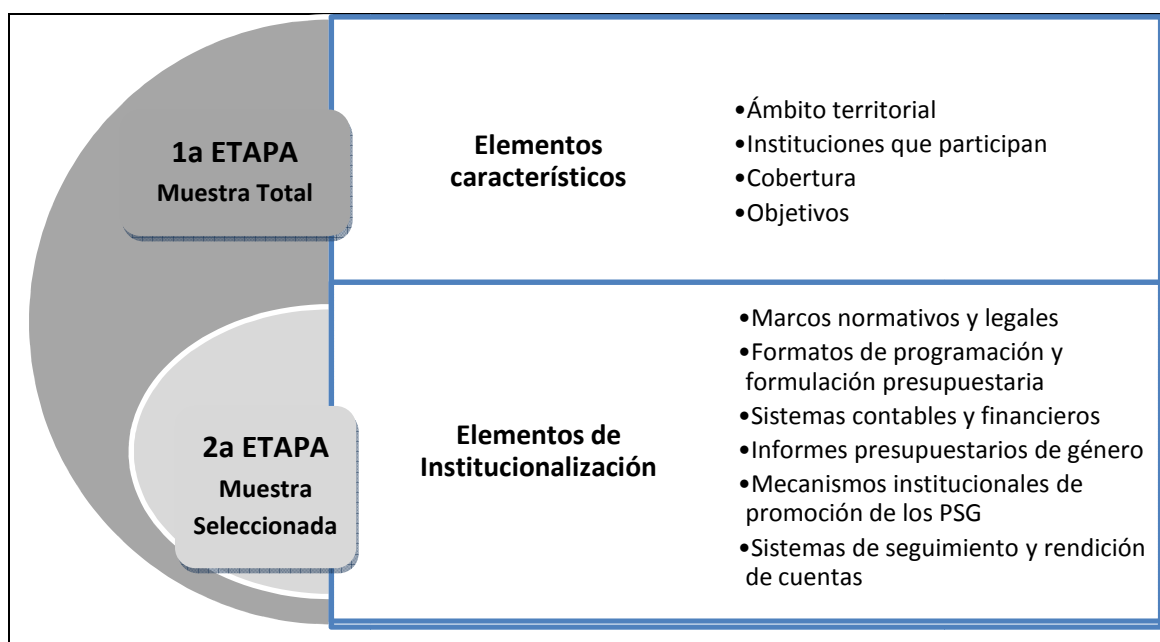 1a ETAPA
Muestra Total
Elementos
característicos
•Ámbito territorial
•Instituciones que participan
•Cobertura
•Objetivos
2a ETAPA
Muestra
Seleccionada
Elementos de
Institucionalización
•Marcos normativos y legales
•Formatos de programación y
formulación presupuestaria
•Sistemas contables y financieros
•Informes presupuestarios de género
•Mecanismos institucionales de
promoción de los PSG
•Sistemas de seguimiento y rendición
de cuentas